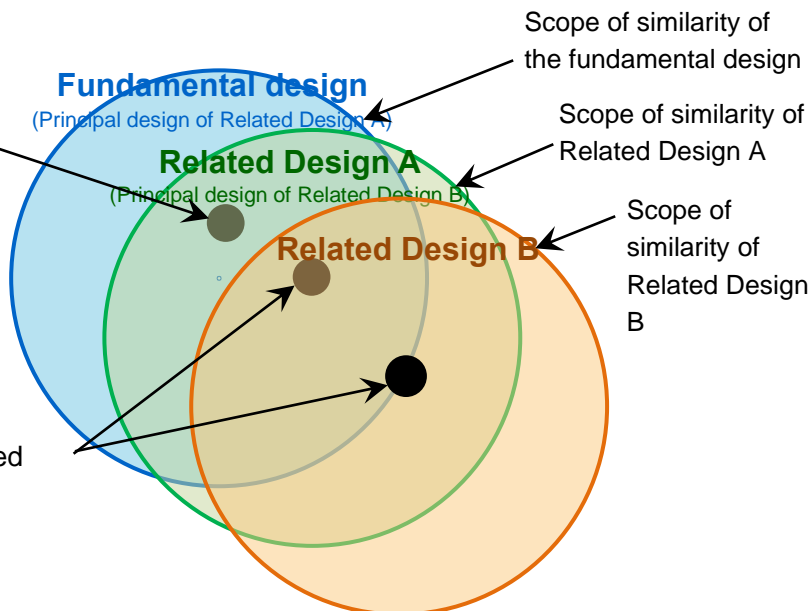 Scope of similarity of
the fundamental design
Fundamental design
(Principal design of Related Design A)
Scope of similarity of
Related Design A
Related Design A
(Principal design of Related Design B)
Scope of
similarity of
Related Design
B
Related Design B
ed